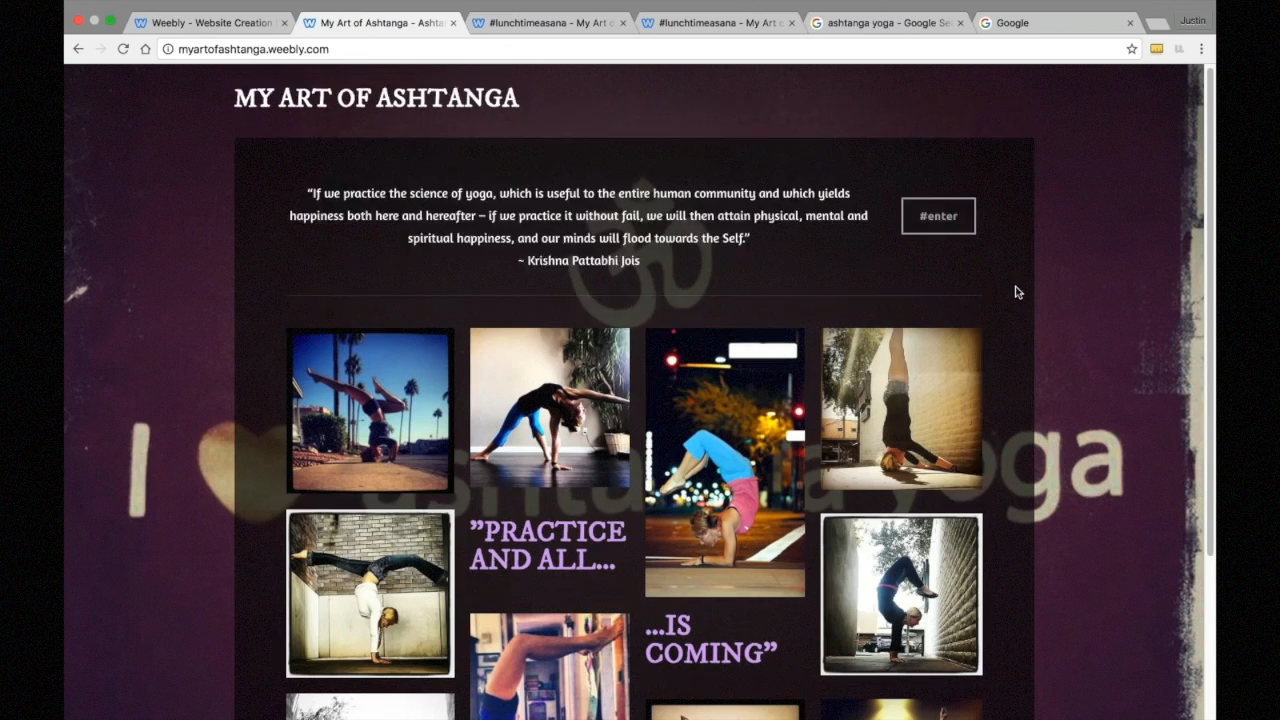 Weebly - Website Creation
My Art of Ashtanga - Ashta
#lunchtimeasana - My Art o
#lunchtimeasana - My Art o
ashtanga yoga - Google Se
Google
Justin
myartofashtanga.weebly.com
MY ART OF ASHTANGA
“If we practice the science of yoga, which is useful to the entire human community and which yields
happiness both here and hereafter – if we practice it without fail, we will then attain physical, mental and
spiritual happiness, and our minds will flood towards the Self.”
~ Krishna Pattabhi Jois
#enter
I ashtanga yoga
”PRACTICE
AND ALL...
...IS
COMING”